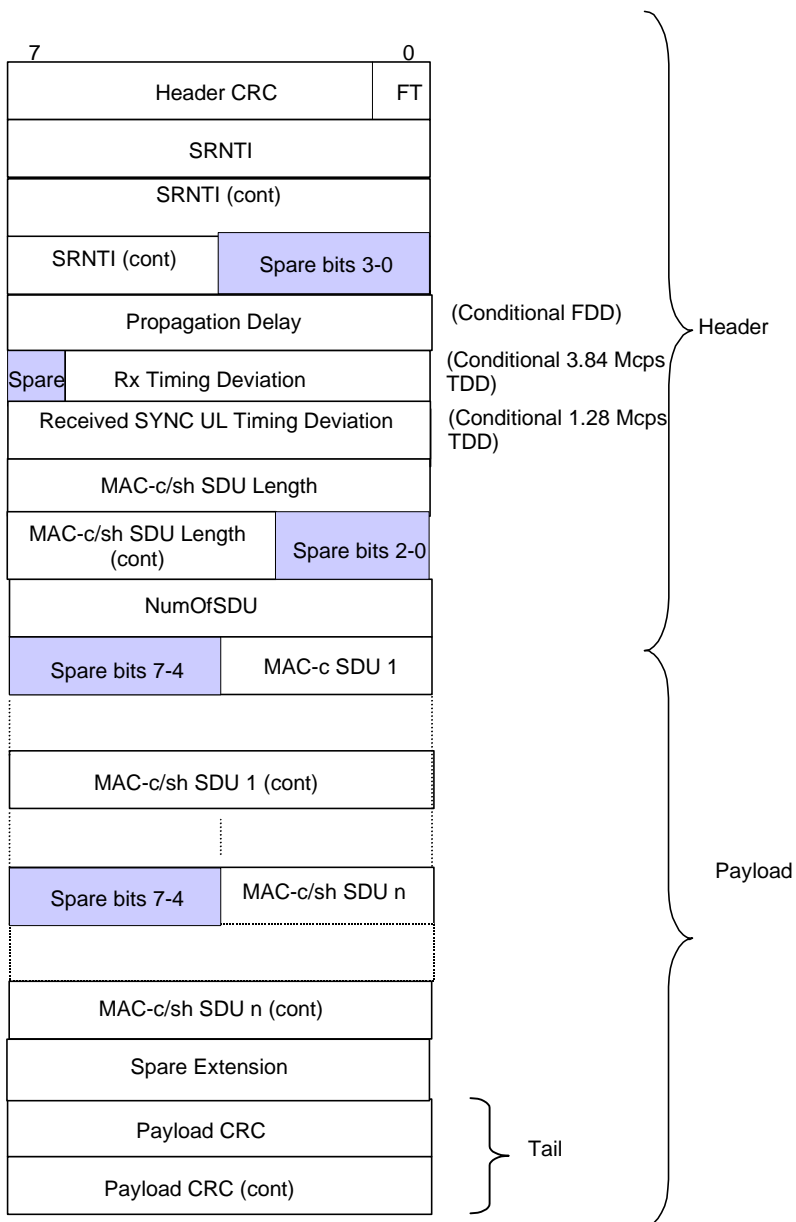 7 0
Header CRC FT
SRNTI
SRNTI (cont)
SRNTI (cont) Spare bits 3-0
Propagation Delay (Conditional FDD)
Header
Spare Rx Timing Deviation (Conditional 3.84 Mcps
TDD)
Received SYNC UL Timing Deviation (Conditional 1.28 Mcps
TDD)
MAC-c/sh SDU Length
MAC-c/sh SDU Length
(cont) Spare bits 2-0
NumOfSDU
Spare bits 7-4 MAC-c SDU 1
MAC-c/sh SDU 1 (cont)
Payload
Spare bits 7-4 MAC-c/sh SDU n
MAC-c/sh SDU n (cont)
Spare Extension
Payload CRC
Tail
Payload CRC (cont)